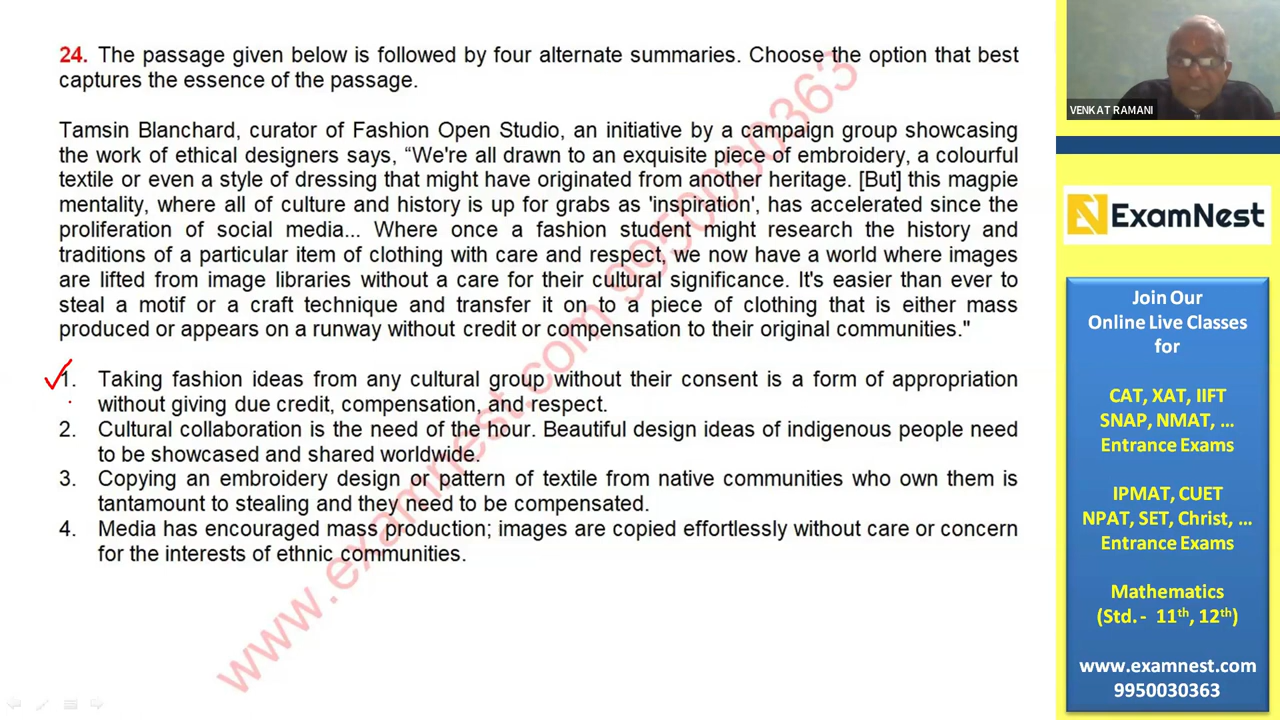 24. The passage given below is followed by four alternate summaries. Choose the option that best
captures the essence of the passage.
Tamsin Blanchard, curator of Fashion Open Studio, an initiative by a campaign group showcasing
the work of ethical designers says, “We're all drawn to an exquisite piece of embroidery, a colourful
textile or even a style of dressing that might have originated from another heritage. [But] this magpie
mentality, where all of culture and history is up for grabs as 'inspiration', has accelerated since the
proliferation of social media... Where once a fashion student might research the history and
traditions of a particular item of clothing with care and respect, we now have a world where images
are lifted from image libraries without a care for their cultural significance. It's easier than ever to
steal a motif or a craft technique and transfer it on to a piece of clothing that is either mass
produced or appears on a runway without credit or compensation to their original communities."
1. Taking fashion ideas from any cultural group without their consent is a form of appropriation
without giving due credit, compensation, and respect.
2. Cultural collaboration is the need of the hour. Beautiful design ideas of indigenous people need
to be showcased and shared worldwide.
3. Copying an embroidery design or pattern of textile from native communities who own them is
tantamount to stealing and they need to be compensated.
4. Media has encouraged mass production; images are copied effortlessly without care or concern
for the interests of ethnic communities.
www.examnest.com 9950030363
VENKAT RAMANI
ExamNest
Join Our
Online Live Classes
for
CAT, XAT, IIFT
SNAP, NMAT, ...
Entrance Exams
IPMAT, CUET
NPAT, SET, Christ, ...
Entrance Exams
Mathematics
(Std. - 11th, 12th)
www.examnest.com
9950030363